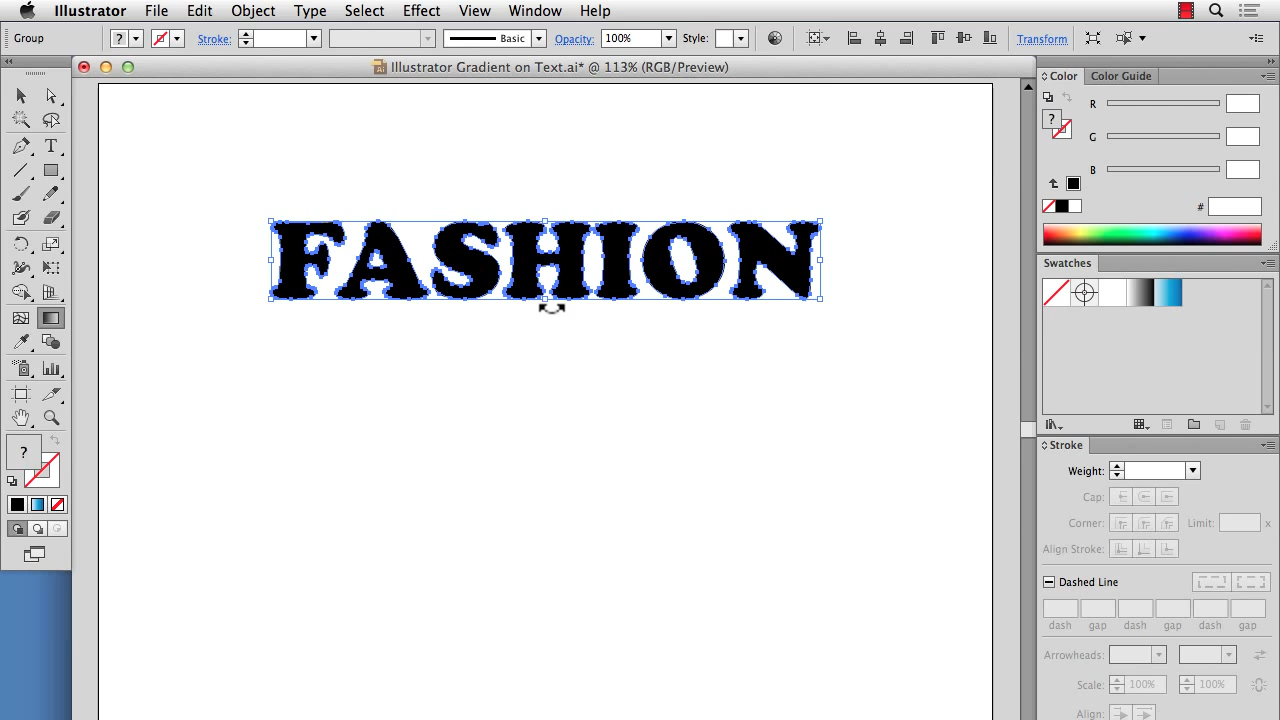 Illustrator File Edit Object Type Select Effect View Window Help
Group ? Stroke: Basic Opacity: 100% Style: Transform
Ai Illustrator Gradient on Text.ai* @ 113% (RGB/Preview)
Color Color Guide
? R
G
B
#
FASHION
Swatches
T
?
Stroke
Weight:
Cap:
Corner: Limit: x
Align Stroke:
Dashed Line
dash gap dash gap dash gap
Arrowheads:
Scale: 100% 100%
Align: